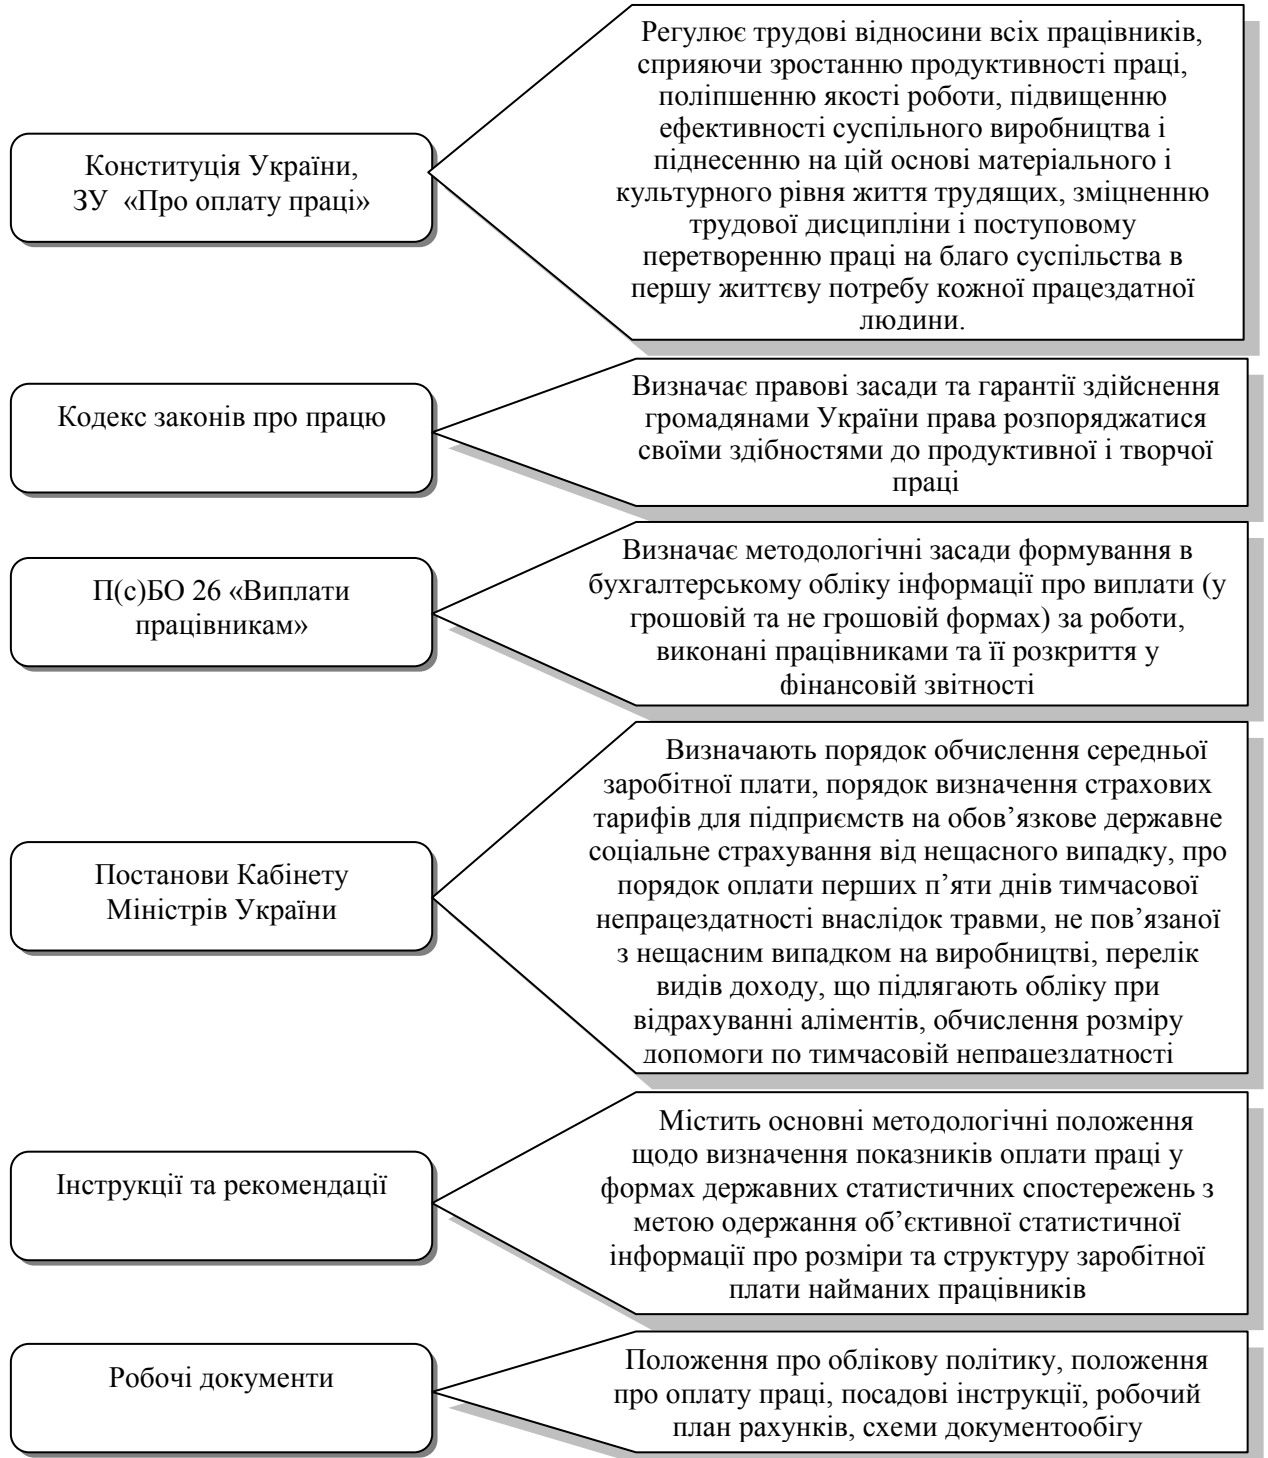 Конституція України,
ЗУ «Про оплату праці»
Регулює трудові відносини всіх працівників,
сприяючи зростанню продуктивності праці,
поліпшенню якості роботи, підвищенню
ефективності суспільного виробництва і
піднесенню на цій основі матеріального і
культурного рівня життя трудящих, зміцненню
трудової дисципліни і поступовому
перетворенню праці на благо суспільства в
першу життєву потребу кожної працездатної
людини.
Кодекс законів про працю
Визначає правові засади та гарантії здійснення
громадянами України права розпоряджатися
своїми здібностями до продуктивної і творчої
праці
П(с)БО 26 «Виплати
працівникам»
Визначає методологічні засади формування в
бухгалтерському обліку інформації про виплати (у
грошовій та не грошовій формах) за роботи,
виконані працівниками та її розкриття у
фінансовій звітності
Постанови Кабінету
Міністрів України
Визначають порядок обчислення середньої
заробітної плати, порядок визначення страхових
тарифів для підприємств на обов’язкове державне
соціальне страхування від нещасного випадку, про
порядок оплати перших п’яти днів тимчасової
непрацездатності внаслідок травми, не пов’язаної
з нещасним випадком на виробництві, перелік
видів доходу, що підлягають обліку при
відрахуванні аліментів, обчислення розміру
допомоги по тимчасовій непрацездатності
Інструкції та рекомендації
Містить основні методологічні положення
щодо визначення показників оплати праці у
формах державних статистичних спостережень з
метою одержання об’єктивної статистичної
інформації про розміри та структуру заробітної
плати найманих працівників
Робочі документи
Положення про облікову політику, положення
про оплату праці, посадові інструкції, робочий
план рахунків, схеми документообігу